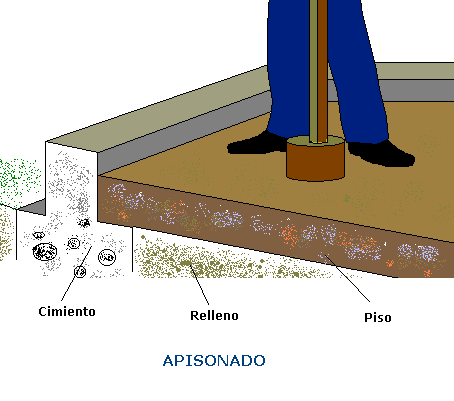 Cimiento
Relleno
Piso
APISONADO